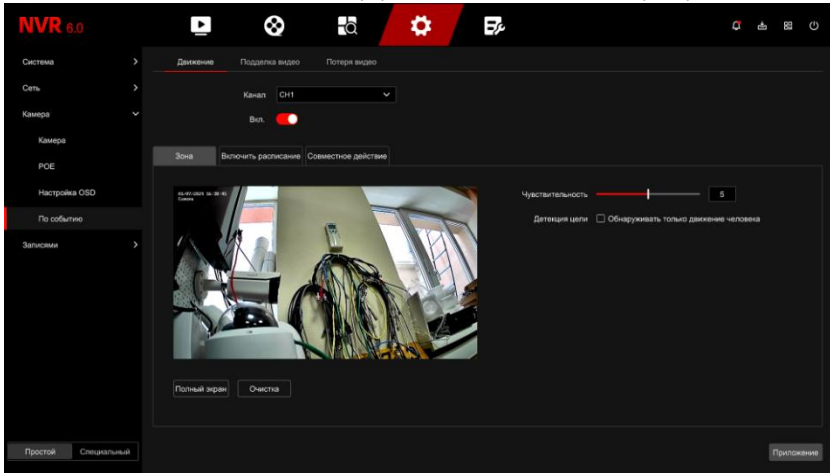 NVR 6.0
Система
Сеть
Камера
Камера
POE
Настройка OSD
По событию
Записями
Движение Подделка видео Потеря видео
Канал CH1
Вкл.
Зона Включить расписание Совместное действие
Camera
Чувствительность 5
Детекция цели Обнаруживать только движение человека
Полный экран Очистка
Простой Специальный
Приложение